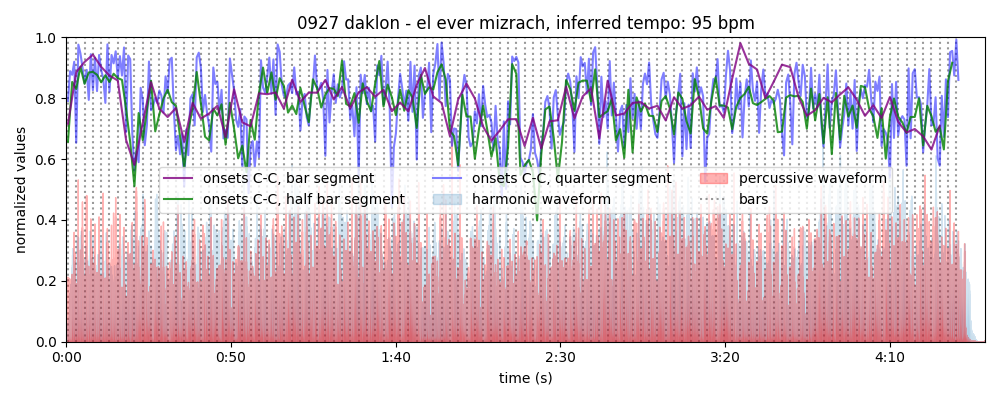 0927 daklon - el ever mizrach, inferred tempo: 95 bpm
1.0
0.8
0.6
0.4
0.2
0.0
normalized values
onsets C-C, bar segment
onsets C-C, half bar segment
onsets C-C, quarter segment
harmonic waveform
percussive waveform
bars
0:00 0:50 1:40 2:30 3:20 4:10
time (s)